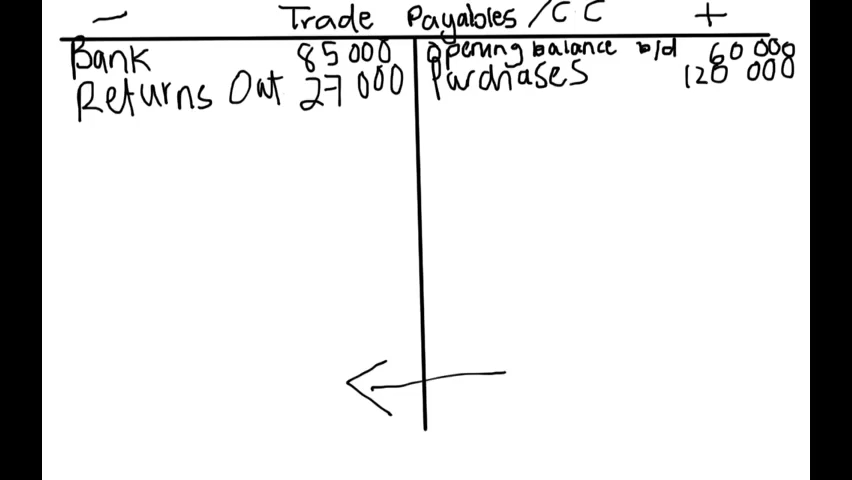 — Trade Payables / C C +
Bank 85 000 Opening balance b/d 60 000
Returns Out 27 000 Purchases 120 000